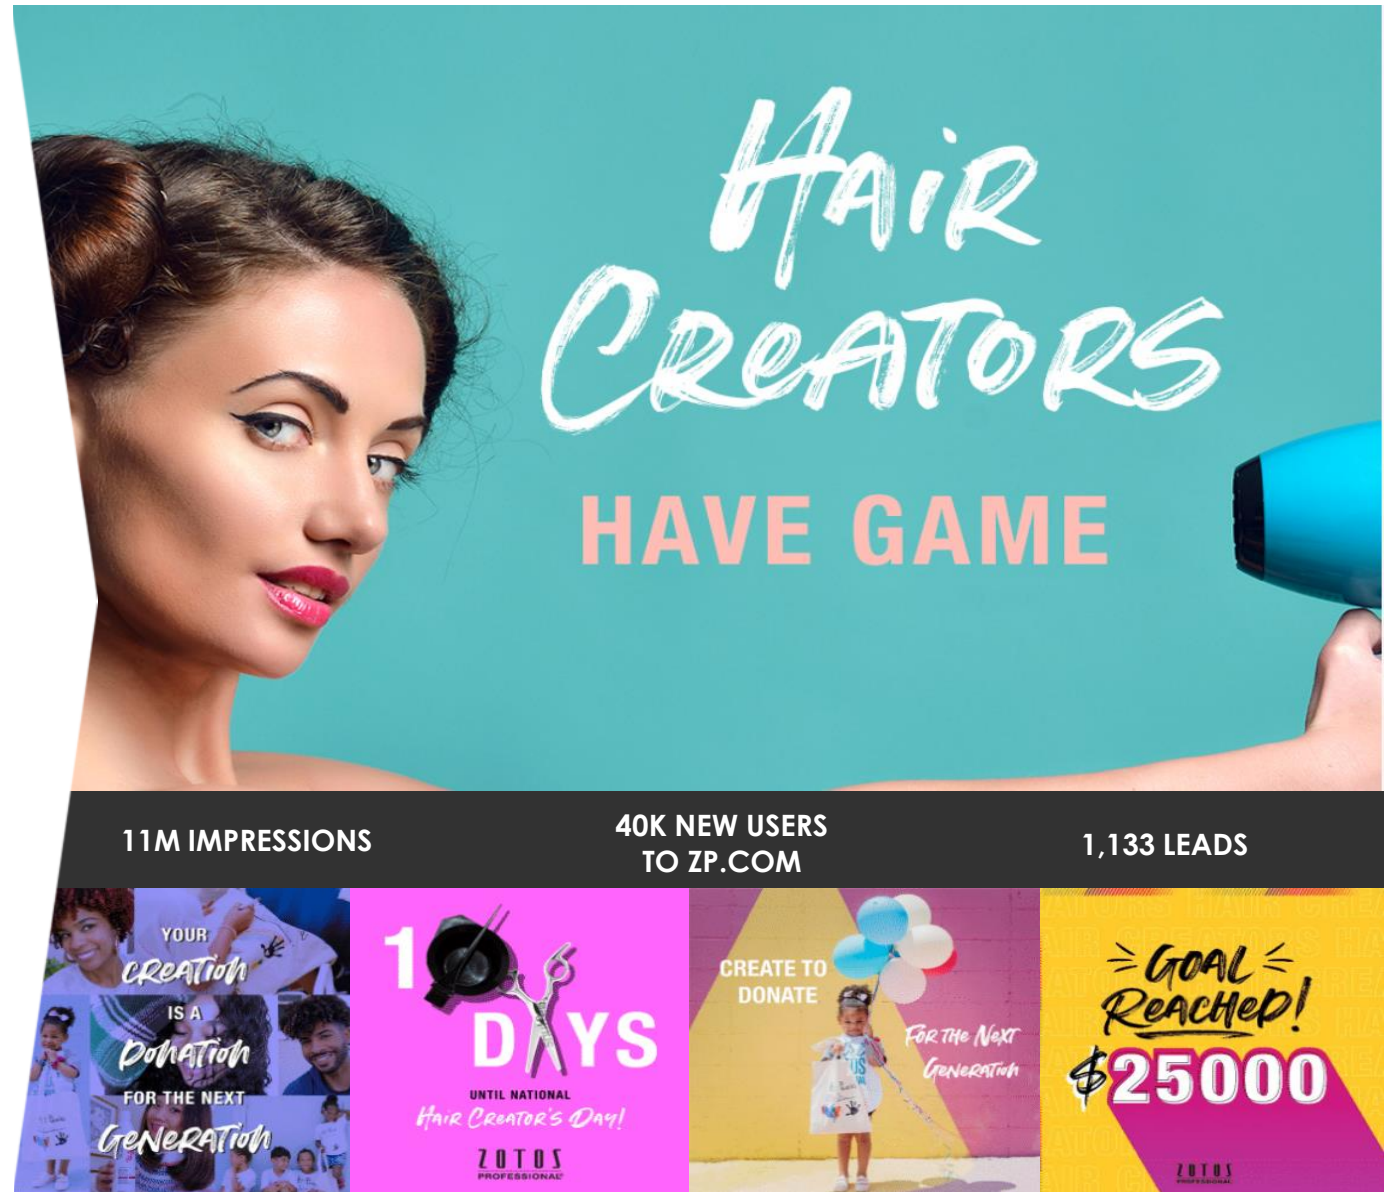 HAIR
CREATORS
HAVE GAME
11M IMPRESSIONS
40K NEW USERS
TO ZP.COM
1,133 LEADS
YOUR
CREATION
IS A
DONATION
FOR THE NEXT
GENERATION
1
DAYS
UNTIL NATIONAL
HAIR CREATOR'S DAY!
ZOTOS
PROFESSIONAL
CREATE TO
DONATE
FOR THE NEXT
GENERATION
GOAL
REACHED!
$25000
ZOTOS
PROFESSIONAL